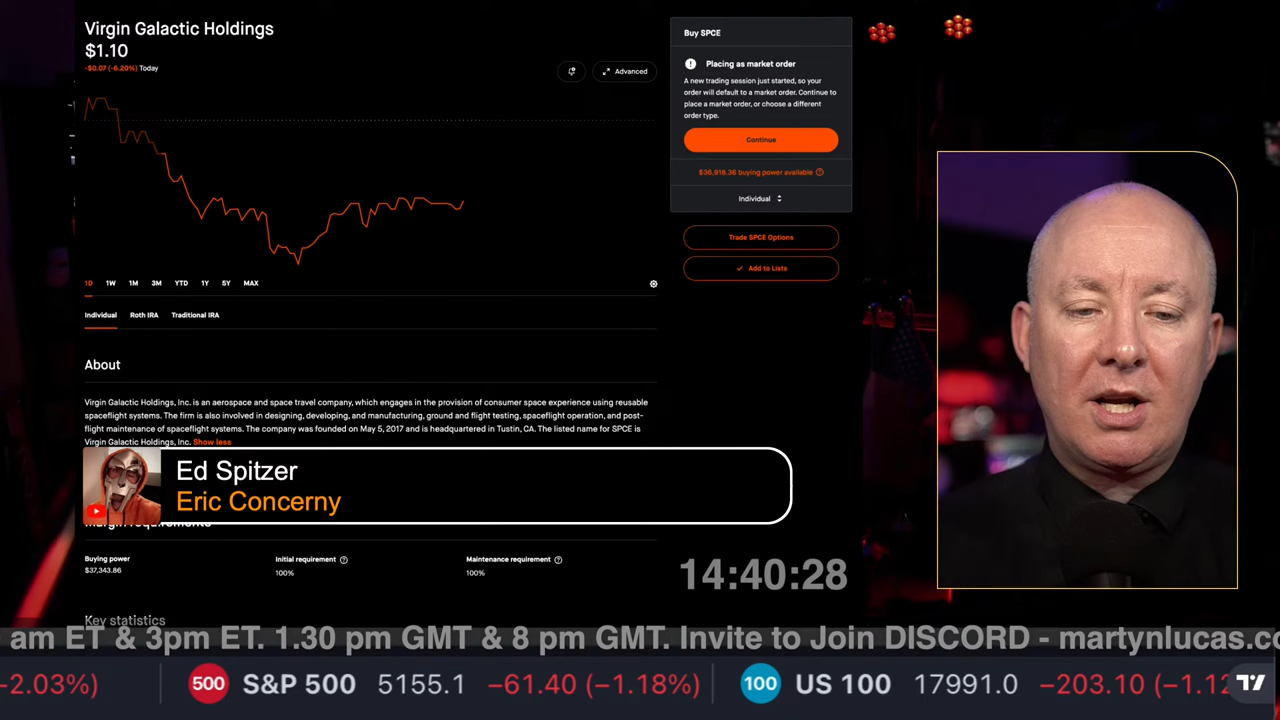 Virgin Galactic Holdings
$1.10
-$0.07 (-6.20%) Today
Advanced
1D 1W 1M 3M YTD 1Y 5Y MAX
Individual Roth IRA Traditional IRA
About
Virgin Galactic Holdings, Inc. is an aerospace and space travel company, which engages in the provision of consumer space experience using reusable
spaceflight systems. The firm is also involved in designing, developing, and manufacturing, ground and flight testing, spaceflight operation, and post-
flight maintenance of spaceflight systems. The company was founded on May 5, 2017 and is headquartered in Tustin, CA. The listed name for SPCE is
Virgin Galactic Holdings, Inc. Show less
Ed Spitzer
Eric Concerny
Margin requirements
Buying power Initial requirement Maintenance requirement
$37,343.86 100% 100%
Key statistics
Buy SPCE
Placing as market order
A new trading session just started, so your
order will default to a market order. Continue to
place a market order, or choose a different
order type.
Continue
$36,918.36 buying power available
Individual
Trade SPCE Options
Add to Lists
14:40:28
am ET & 3pm ET. 1.30 pm GMT & 8 pm GMT. Invite to Join DISCORD - martynlucas.co
-2.03%) 500 S&P 500 5155.1 −61.40 (−1.18%) 100 US 100 17991.0 −203.10 (−1.12